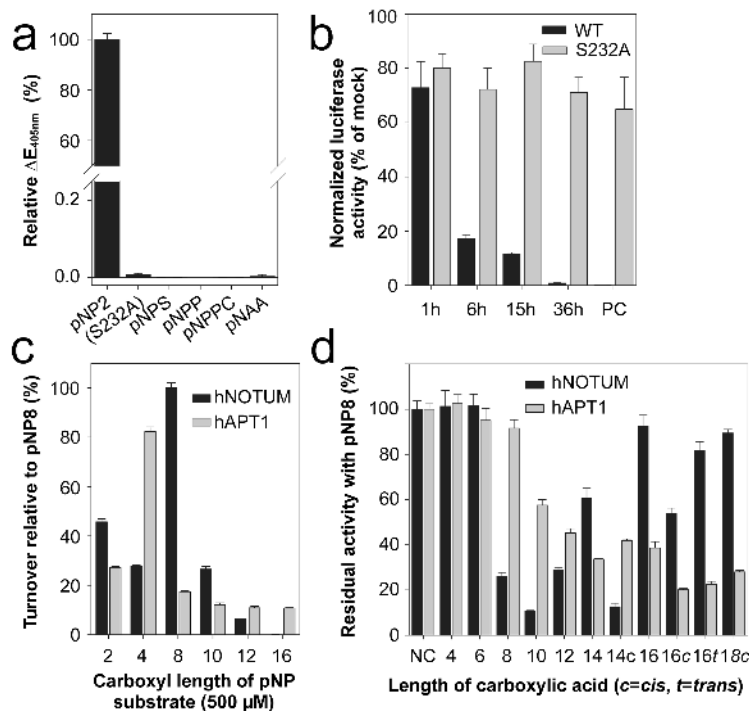 a
Relative ΔE405nm (%)
100
80
60
0.2
0.0
pNP2
(S232A)
pNPS
pNPP
pNPPC
pNAA
b
WT
S232A
Normalized luciferase
activity (% of mock)
100
80
60
40
20
0
1h 6h 15h 36h PC
c
hNOTUM
hAPT1
Turnover relative to pNP8 (%)
100
80
60
40
20
0
2 4 8 10 12 16
Carboxyl length of pNP
substrate (500 µM)
d
hNOTUM
hAPT1
Residual activity with pNP8 (%)
100
80
60
40
20
0
NC 4 6 8 10 12 14 14c 16 16c 16t 18c
Length of carboxylic acid (c=cis, t=trans)